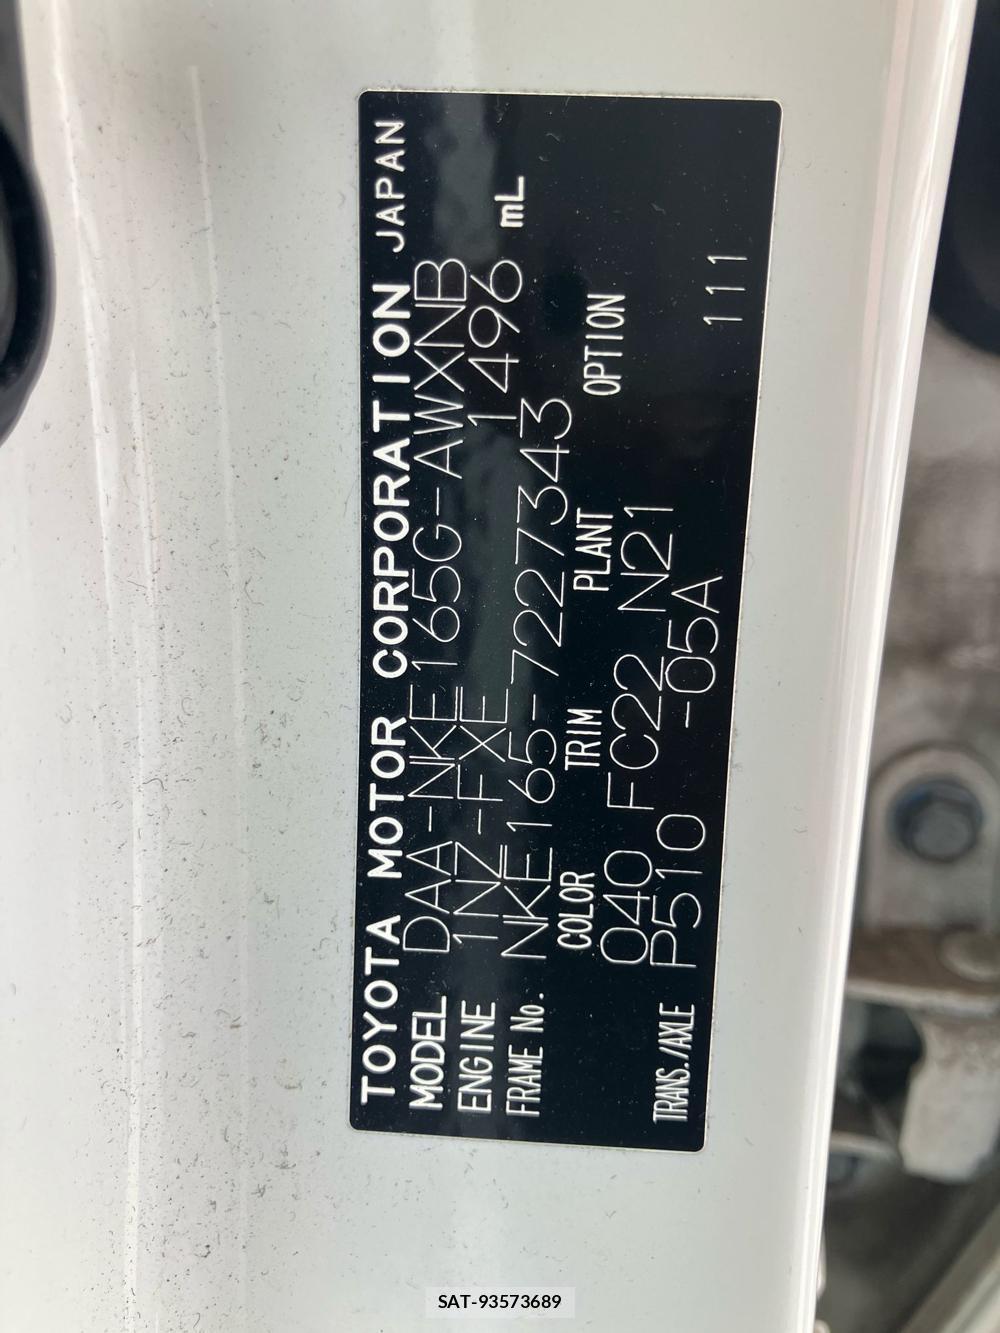 TOYOTA MOTOR CORPORATION JAPAN
MODEL DAA-NKE165G-AWXNB
ENGINE 1NZ-FXE 1496 mL
FRAME No. NKE165-7227343
COLOR TRIM PLANT OPTION
040 FC22 N21
TRANS./AXLE P510 -05A 111
SAT-93573689